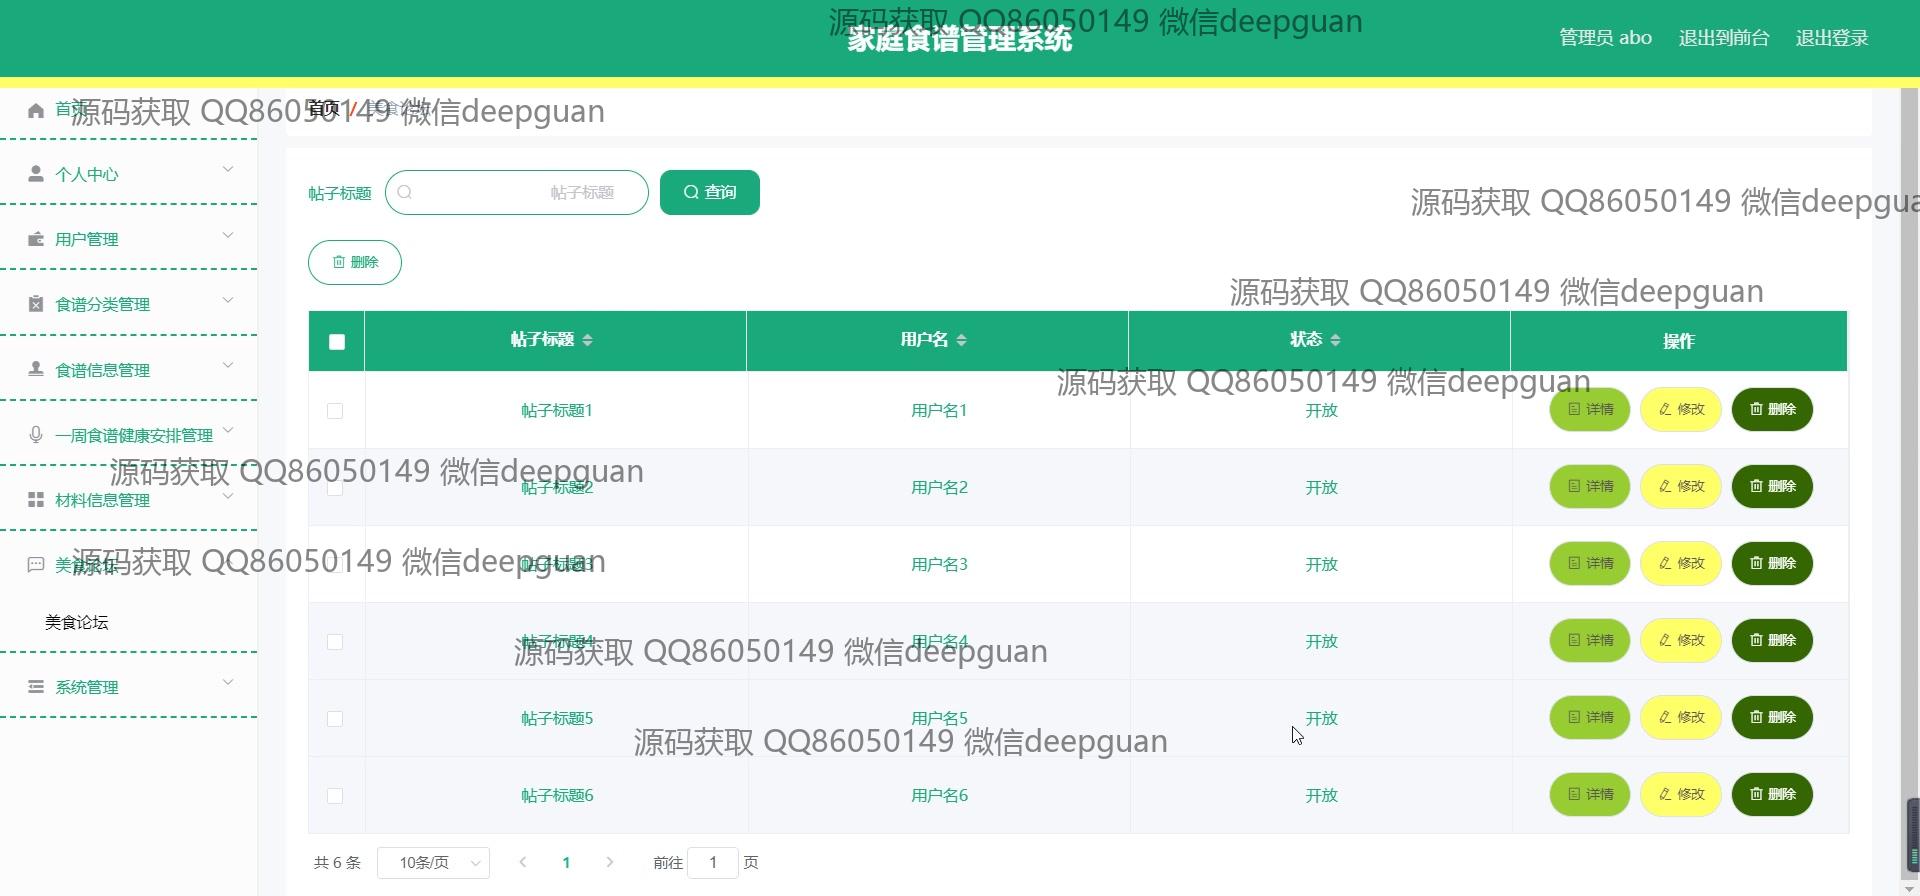 源码获取 QQ86050149 微信deepguan
家庭食谱管理系统
管理员 abo 退出到前台 退出登录
首页
首页 / 美食论坛
源码获取 QQ86050149 微信deepguan
个人中心
帖子标题 帖子标题 查询
源码获取 QQ86050149 微信deepgua
用户管理
删除
食谱分类管理
源码获取 QQ86050149 微信deepguan
帖子标题 用户名 状态 操作
食谱信息管理
源码获取 QQ86050149 微信deepguan
帖子标题1 用户名1 开放 详情 修改 删除
一周食谱健康安排管理
源码获取 QQ86050149 微信deepguan
帖子标题2 用户名2 开放 详情 修改 删除
材料信息管理
源码获取 QQ86050149 微信deepguan
美食论坛
帖子标题3 用户名3 开放 详情 修改 删除
美食论坛
帖子标题4 用户名4 开放 详情 修改 删除
源码获取 QQ86050149 微信deepguan
系统管理
帖子标题5 用户名5 开放 详情 修改 删除
源码获取 QQ86050149 微信deepguan
帖子标题6 用户名6 开放 详情 修改 删除
共 6 条 10条/页 1 前往 1 页